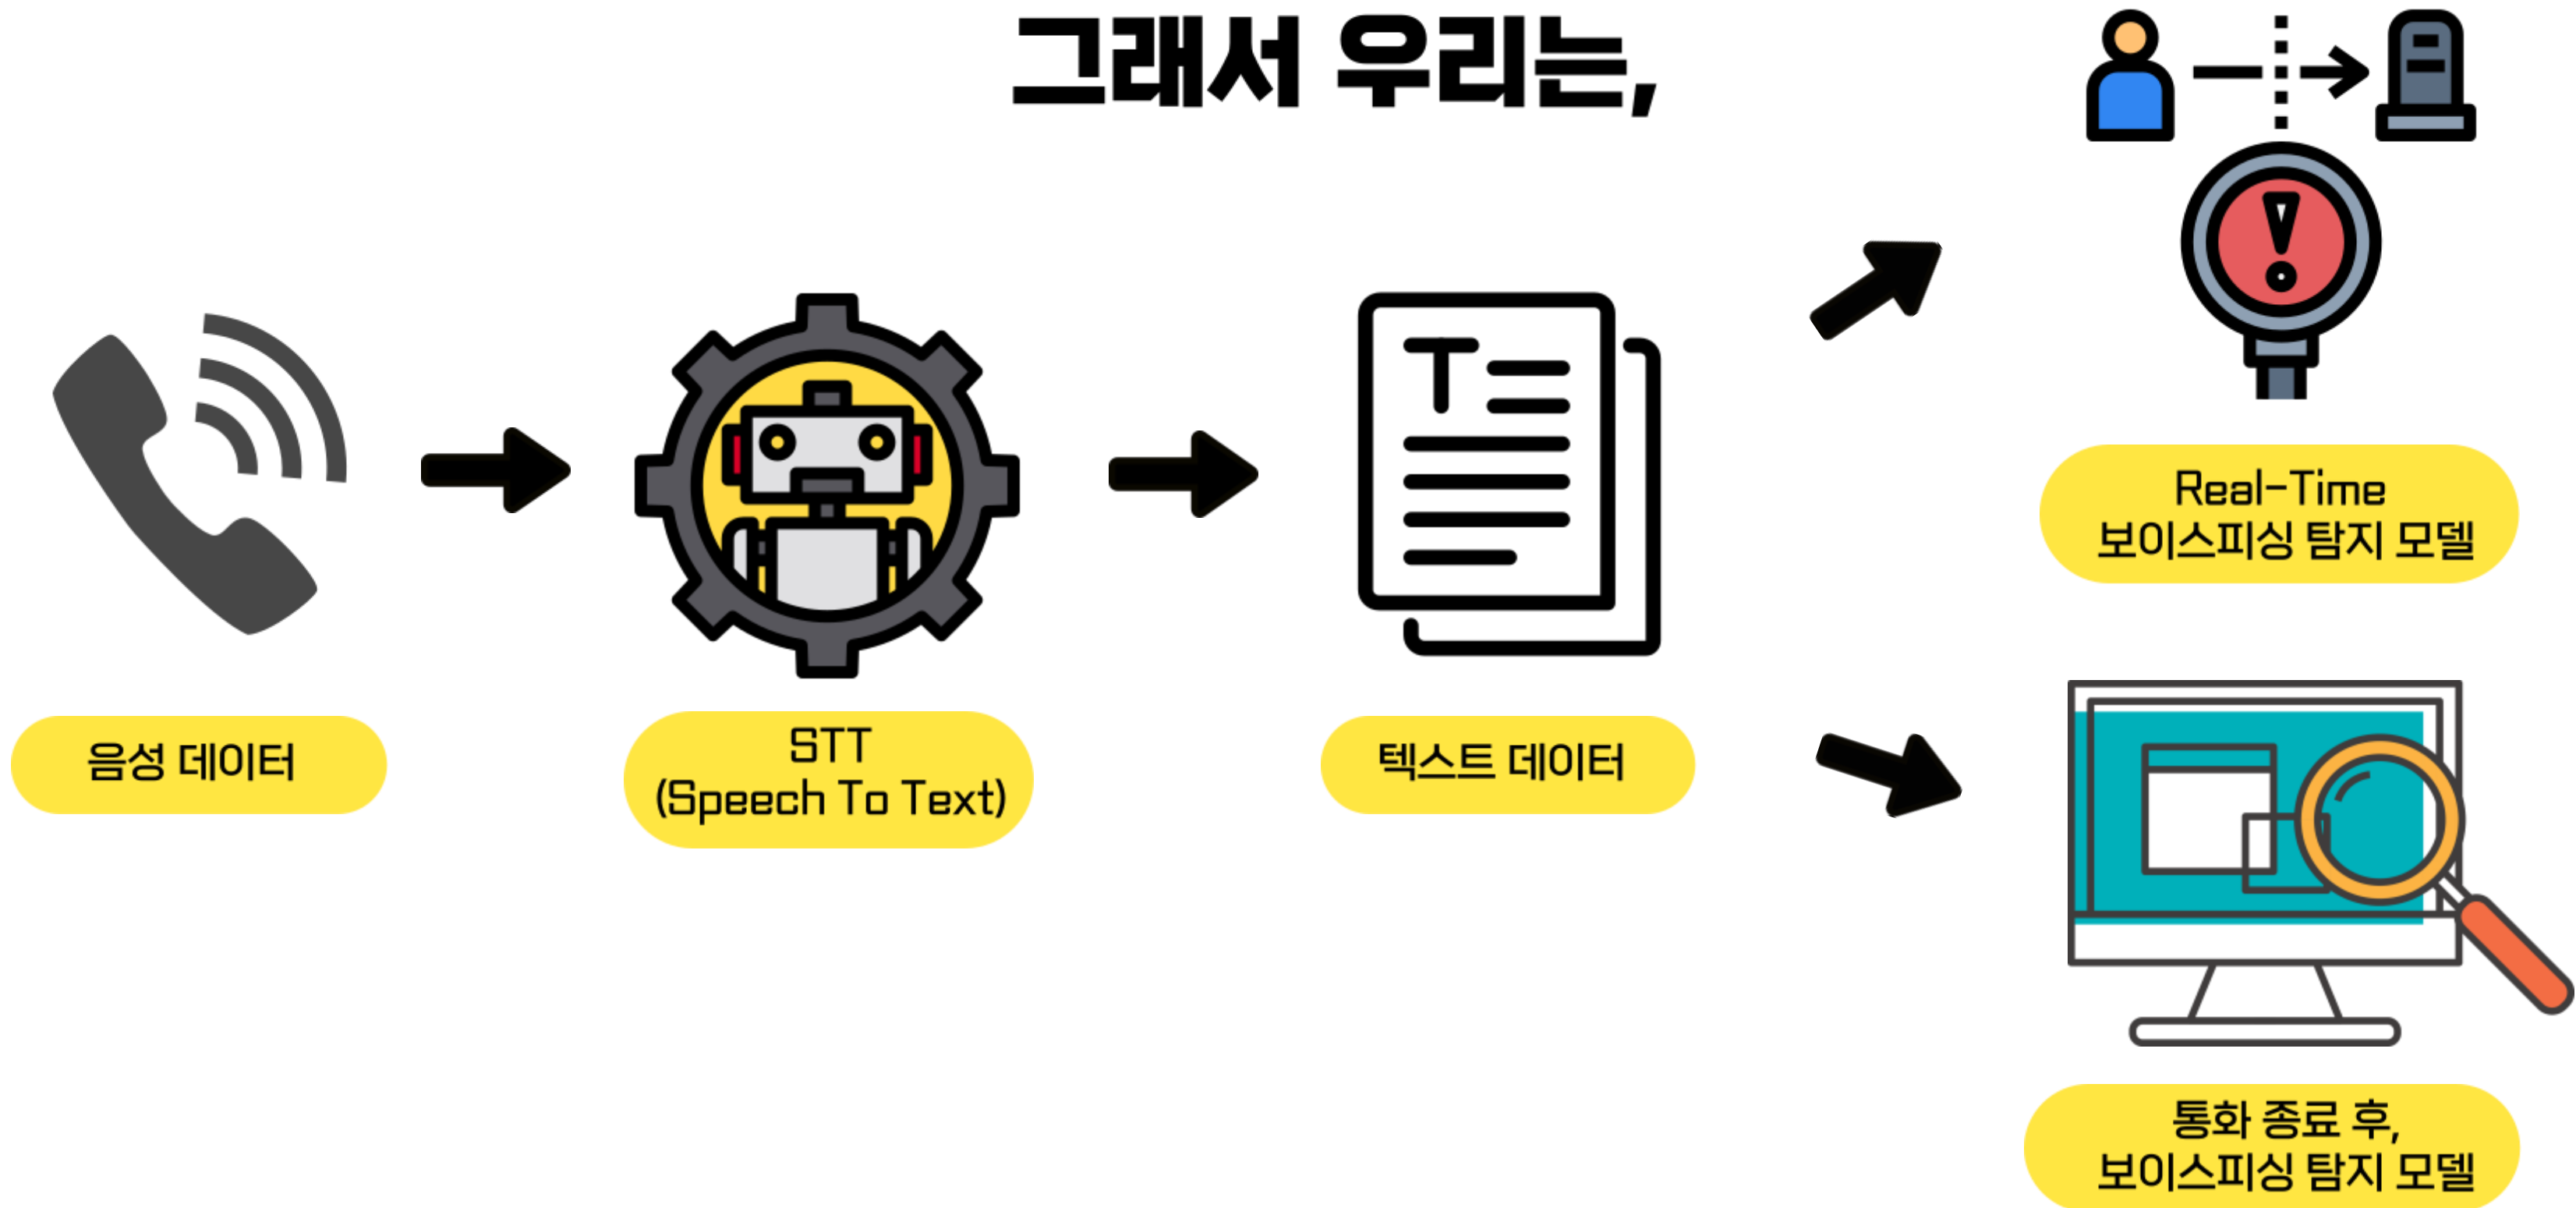 그래서 우리는,
음성 데이터
STT
(Speech To Text)
텍스트 데이터
Real-Time
보이스피싱 탐지 모델
통화 종료 후,
보이스피싱 탐지 모델